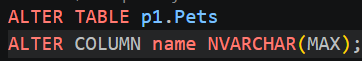 ALTER TABLE p1.Pets
ALTER COLUMN name NVARCHAR(MAX);